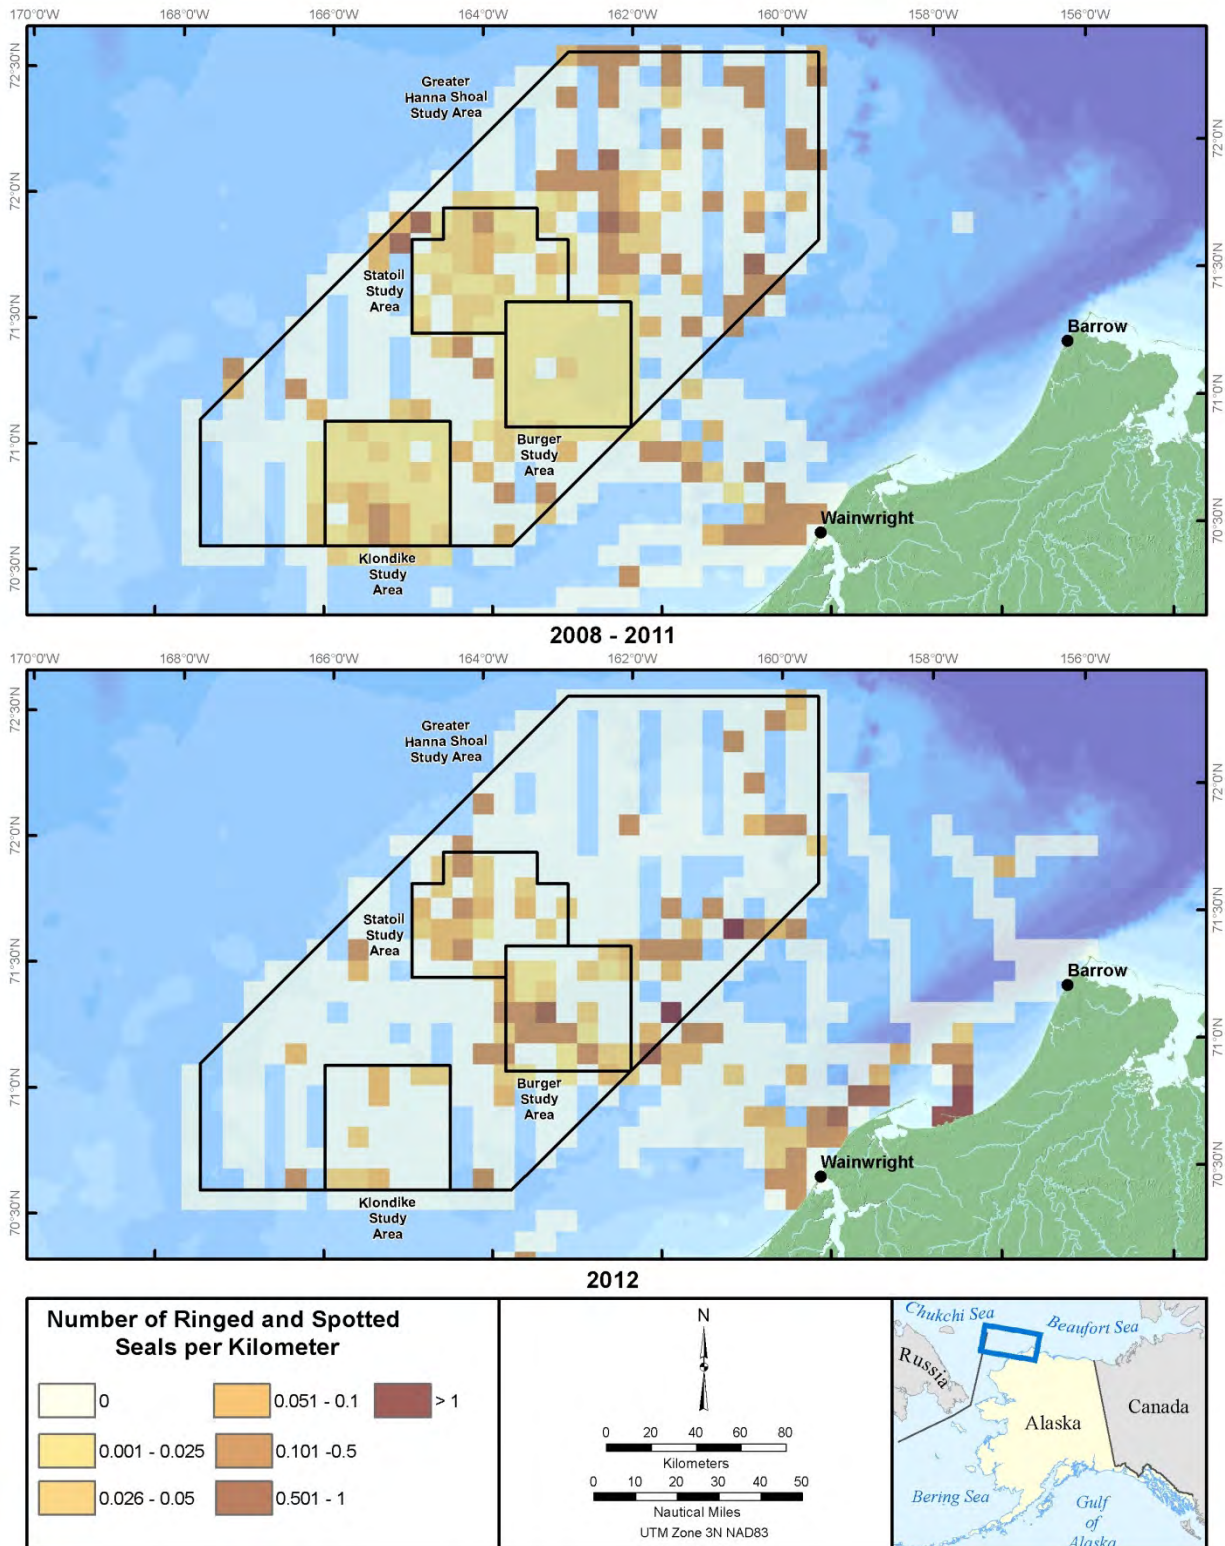 170°0'W 168°0'W 166°0'W 164°0'W 162°0'W 160°0'W 158°0'W 156°0'W
72°30'N
72°0'N
71°30'N
71°0'N
70°30'N
72°0'N
71°30'N
71°0'N
70°30'N
Greater
Hanna Shoal
Study Area
Statoil
Study
Area
Burger
Study
Area
Klondike
Study
Area
Barrow
Wainwright
2008 - 2011
170°0'W 168°0'W 166°0'W 164°0'W 162°0'W 160°0'W 158°0'W 156°0'W
72°30'N
72°0'N
71°30'N
71°0'N
70°30'N
72°0'N
71°30'N
71°0'N
70°30'N
Greater
Hanna Shoal
Study Area
Statoil
Study
Area
Burger
Study
Area
Klondike
Study
Area
Barrow
Wainwright
2012
Number of Ringed and Spotted
Seals per Kilometer
0
0.001 - 0.025
0.026 - 0.05
0.051 - 0.1
0.101 -0.5
0.501 - 1
> 1
N
0 20 40 60 80
Kilometers
0 10 20 30 40 50
Nautical Miles
UTM Zone 3N NAD83
Chukchi Sea
Beaufort Sea
Russia
Alaska
Canada
Bering Sea
Gulf
of
Alaska